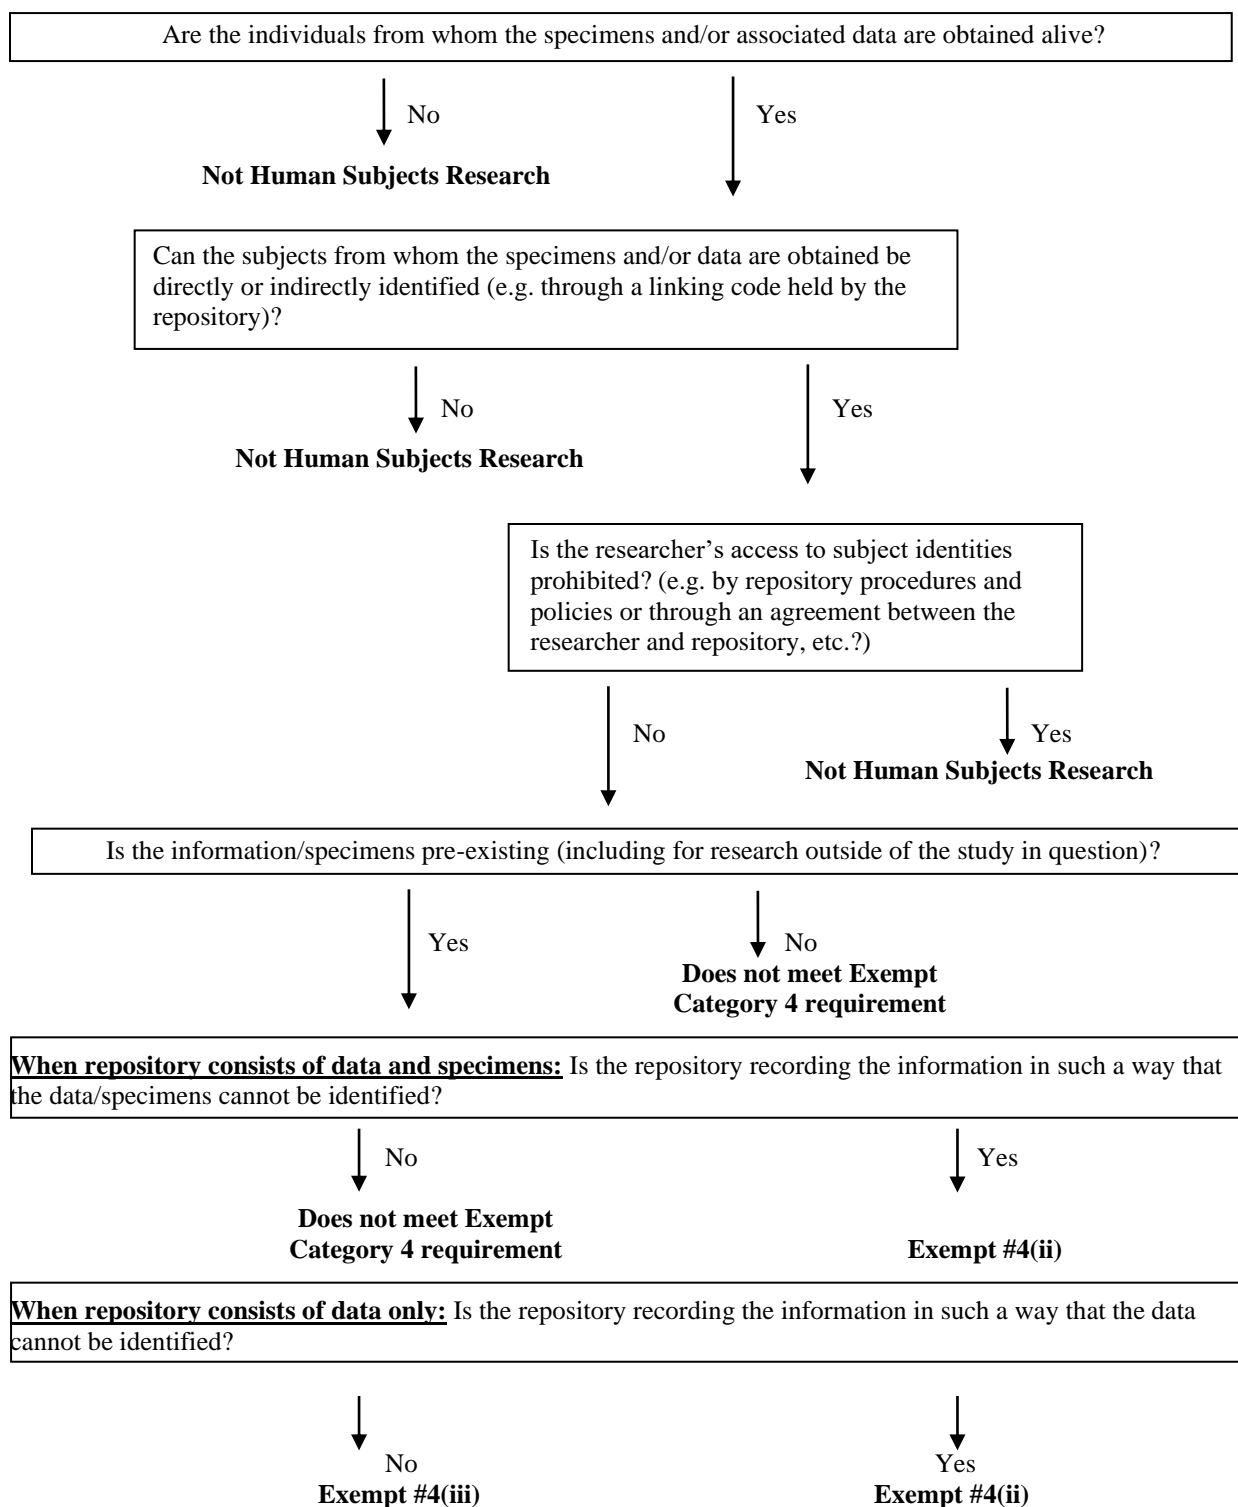 Are the individuals from whom the specimens and/or associated data are obtained alive?
No
Yes
Not Human Subjects Research
Can the subjects from whom the specimens and/or data are obtained be
directly or indirectly identified (e.g. through a linking code held by the
repository)?
No
Yes
Not Human Subjects Research
Is the researcher’s access to subject identities
prohibited? (e.g. by repository procedures and
policies or through an agreement between the
researcher and repository, etc.?)
No
Yes
Not Human Subjects Research
Is the information/specimens pre-existing (including for research outside of the study in question)?
Yes
No
Does not meet Exempt
Category 4 requirement
When repository consists of data and specimens: Is the repository recording the information in such a way that
the data/specimens cannot be identified?
No
Yes
Does not meet Exempt
Category 4 requirement
Exempt #4(ii)
When repository consists of data only: Is the repository recording the information in such a way that the data
cannot be identified?
No
Yes
Exempt #4(iii)
Exempt #4(ii)